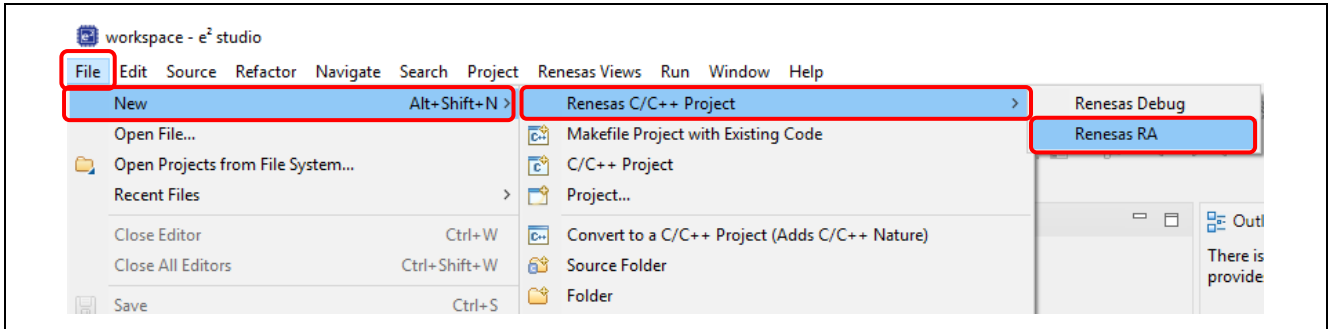 workspace - e² studio
File Edit Source Refactor Navigate Search Project Renesas Views Run Window Help
New Alt+Shift+N > Renesas C/C++ Project > Renesas Debug
Open File... Makefile Project with Existing Code Renesas RA
Open Projects from File System... C/C++ Project
Recent Files > Project...
Close Editor Ctrl+W Convert to a C/C++ Project (Adds C/C++ Nature)
Close All Editors Ctrl+Shift+W Source Folder There is
provide
Save Ctrl+S Folder